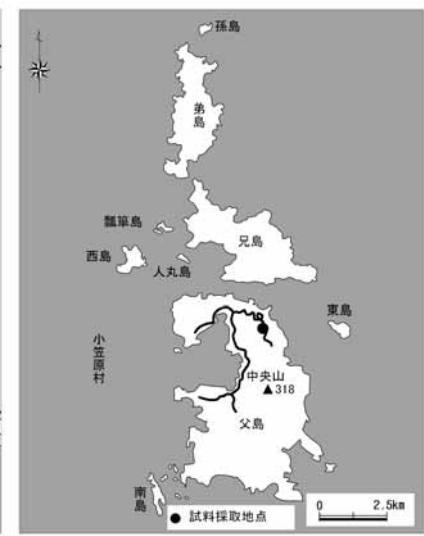 孫島
弟島
瓢箪島
兄島
西島
人丸島
東島
小笠原村
中央山
▲318
父島
南島
● 試料採取地点
0 2.5km